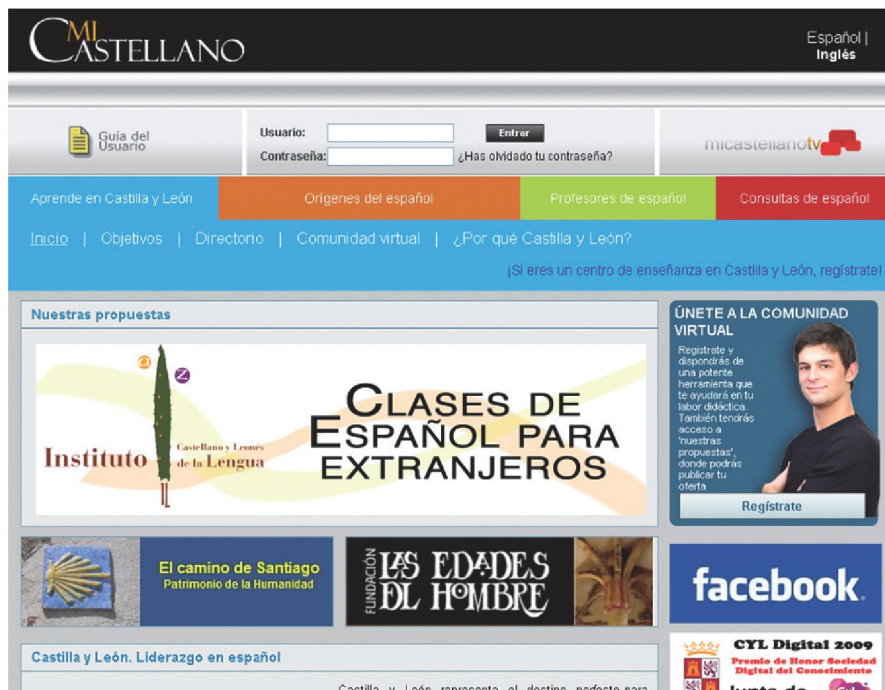 MI CASTELLANO
Español |
Inglés
Guía del
Usuario
Usuario:
Entrar
Contraseña:
¿Has olvidado tu contraseña?
micastellanotv
Aprende en Castilla y León
Orígenes del español
Profesores de español
Consultas de español
Inicio | Objetivos | Directorio | Comunidad virtual | ¿Por qué Castilla y León?
¡Si eres un centro de enseñanza en Castilla y León, regístrate!
Nuestras propuestas
a
z
Instituto
Castellano y Leonés
de la Lengua
CLASES DE
ESPAÑOL PARA
EXTRANJEROS
ÚNETE A LA COMUNIDAD
VIRTUAL
Registrate y
dispondrás de
una potente
herramienta que
te ayudará en tu
labor didáctica.
También tendrás
acceso a
'nuestras
propuestas',
donde podrás
publicar tu
oferta
Regístrate
El camino de Santiago
Patrimonio de la Humanidad
FUNDACIÓN
LAS EDADES
DL HOMBRE
facebook.
Castilla y León. Liderazgo en español
Castilla y León representa el destino perfecto para
CYL Digital 2009
Premio de Honor Sociedad
Digital del Conocimiento
Junta de